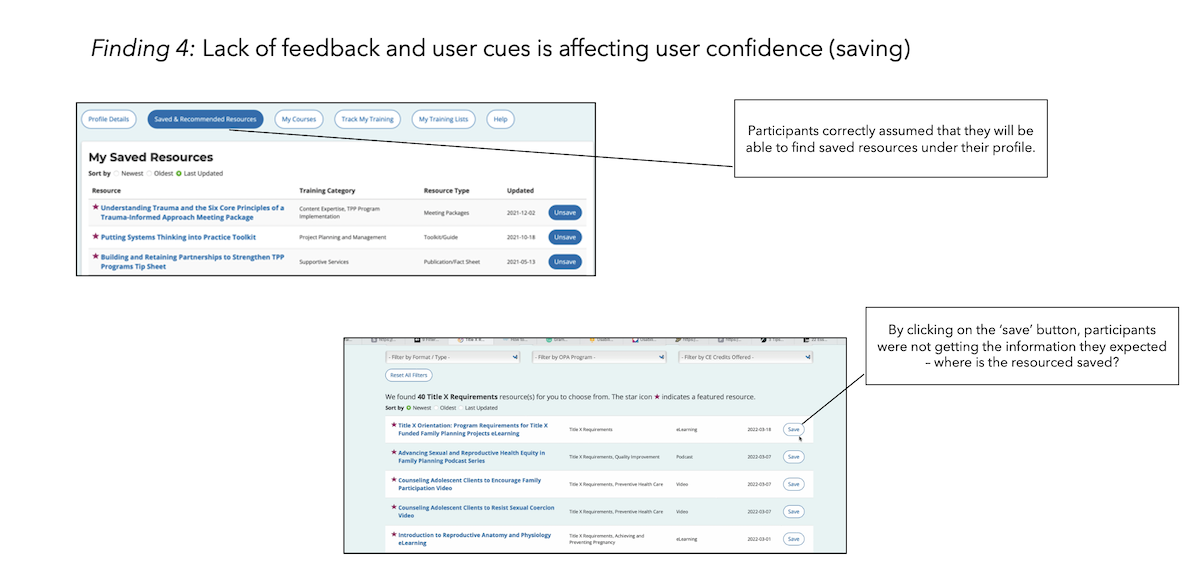 Finding 4: Lack of feedback and user cues is affecting user confidence (saving)
Profile Details Saved & Recommended Resources My Courses Track My Training My Training Lists Help
My Saved Resources
Sort by Newest Oldest Last Updated
Resource Training Category Resource Type Updated
Understanding Trauma and the Six Core Principles of a
Trauma-Informed Approach Meeting Package
Content Expertise, TPP Program
Implementation
Meeting Packages 2021-12-02 Unsave
Putting Systems Thinking into Practice Toolkit Project Planning and Management Toolkit/Guide 2021-10-18 Unsave
Building and Retaining Partnerships to Strengthen TPP
Programs Tip Sheet
Supportive Services Publication/Fact Sheet 2021-05-13 Unsave
Participants correctly assumed that they will be
able to find saved resources under their profile.
By clicking on the ‘save’ button, participants
were not getting the information they expected
– where is the resourced saved?
- Filter by Format / Type - - Filter by OPA Program - - Filter by CE Credits Offered -
Reset All Filters
We found 40 Title X Requirements resource(s) for you to choose from. The star icon ★ indicates a featured resource.
Sort by Newest Oldest Last Updated
Title X Orientation: Program Requirements for Title X
Funded Family Planning Projects eLearning
Title X Requirements eLearning 2022-03-18 Save
Advancing Sexual and Reproductive Health Equity in
Family Planning Podcast Series
Title X Requirements, Quality Improvement Podcast 2022-03-07 Save
Counseling Adolescent Clients to Encourage Family
Participation Video
Title X Requirements, Preventive Health Care Video 2022-03-07 Save
Counseling Adolescent Clients to Resist Sexual Coercion
Video
Title X Requirements, Preventive Health Care Video 2022-03-07 Save
Introduction to Reproductive Anatomy and Physiology
eLearning
Title X Requirements, Achieving and
Preventing Pregnancy
eLearning 2022-03-01 Save